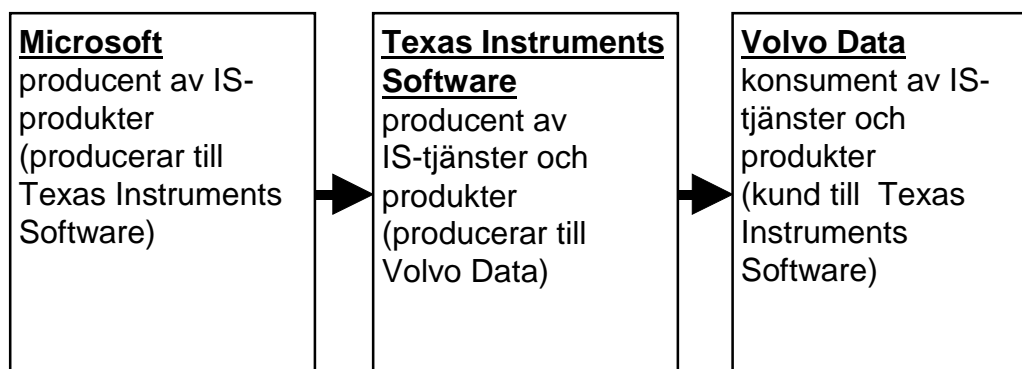 Microsoft
producent av IS-
produkter
(producerar till
Texas Instruments
Software)
Texas Instruments
Software
producent av
IS-tjänster och
produkter
(producerar till
Volvo Data)
Volvo Data
konsument av IS-
tjänster och
produkter
(kund till Texas
Instruments
Software)